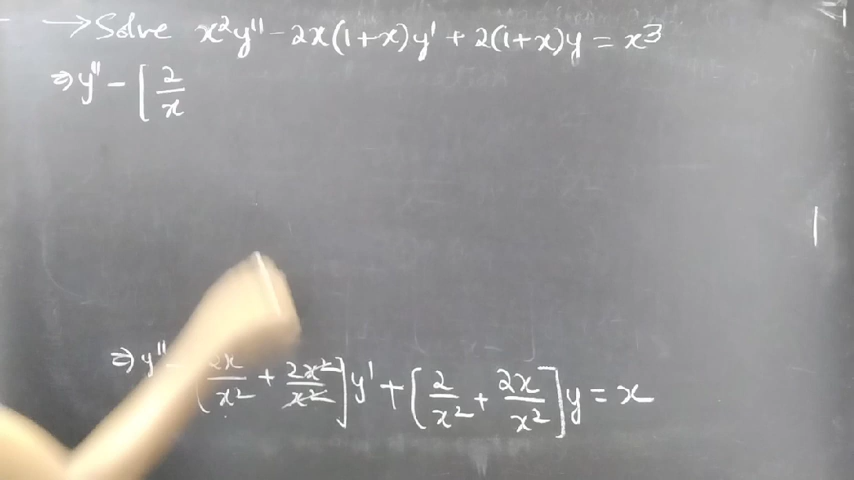 → Solve x²y'' - 2x(1+x)y' + 2(1+x)y = x³
⇒ y'' - [ 2/x
⇒ y'' 2x/x² + 2x²/x² ] y' + [ 2/x² + 2x/x² ] y = x